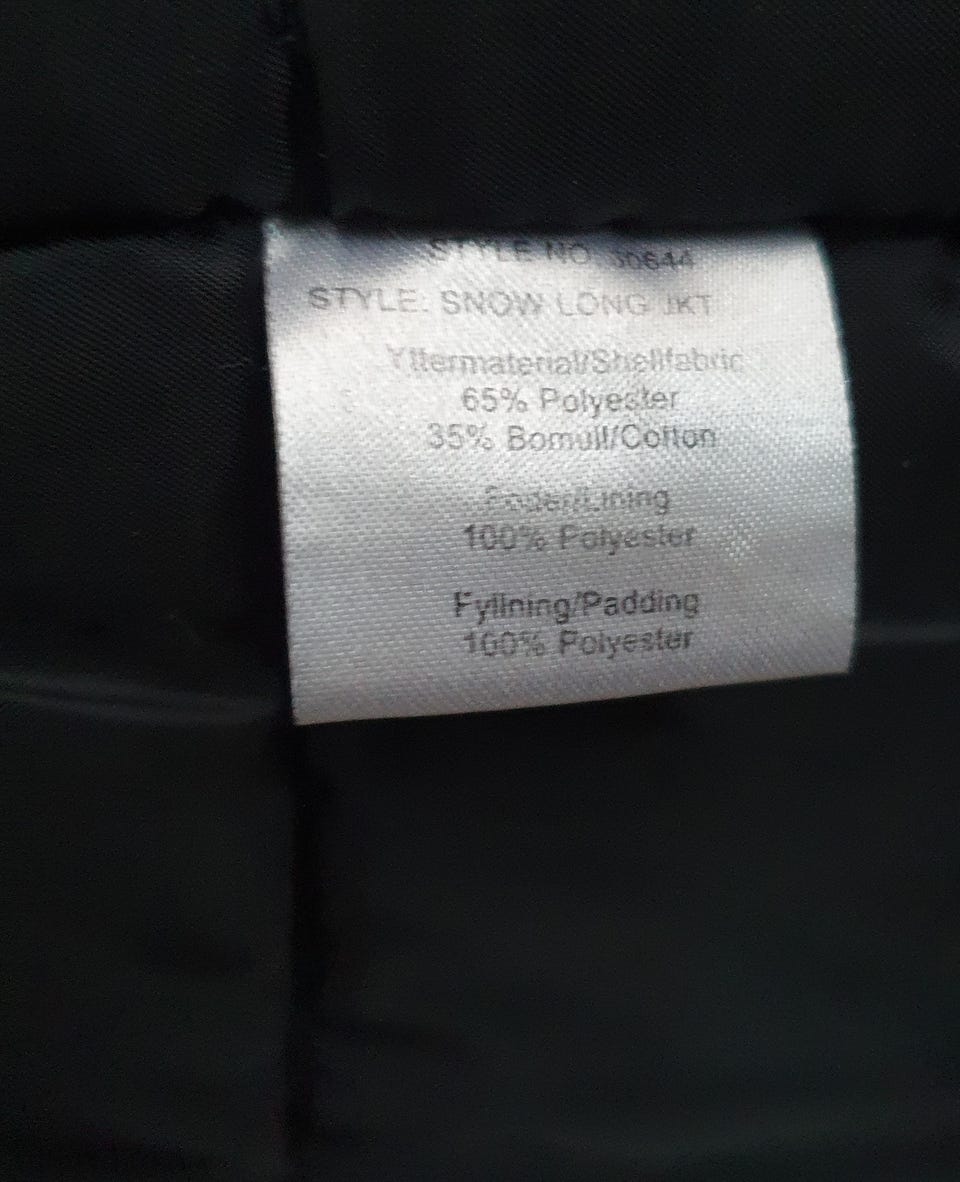 STYLE NO. 30644
STYLE: SNOW LONG JKT
Yttermaterial/Shellfabric
65% Polyester
35% Bomull/Cotton
Foder/Lining
100% Polyester
Fyllning/Padding
100% Polyester